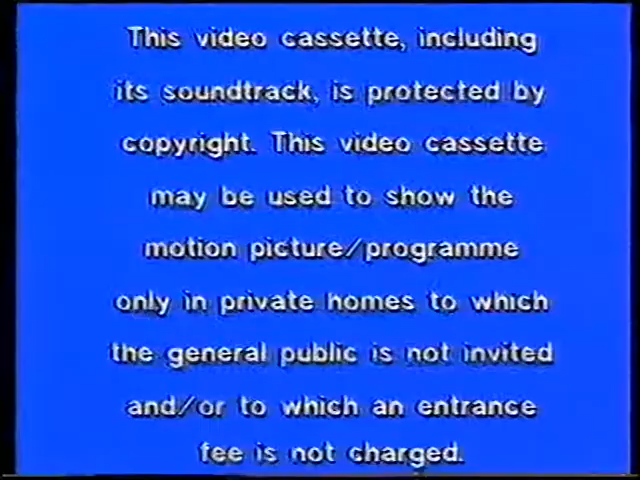 This video cassette, including
its soundtrack, is protected by
copyright. This video cassette
may be used to show the
motion picture/programme
only in private homes to which
the general public is not invited
and/or to which an entrance
fee is not charged.